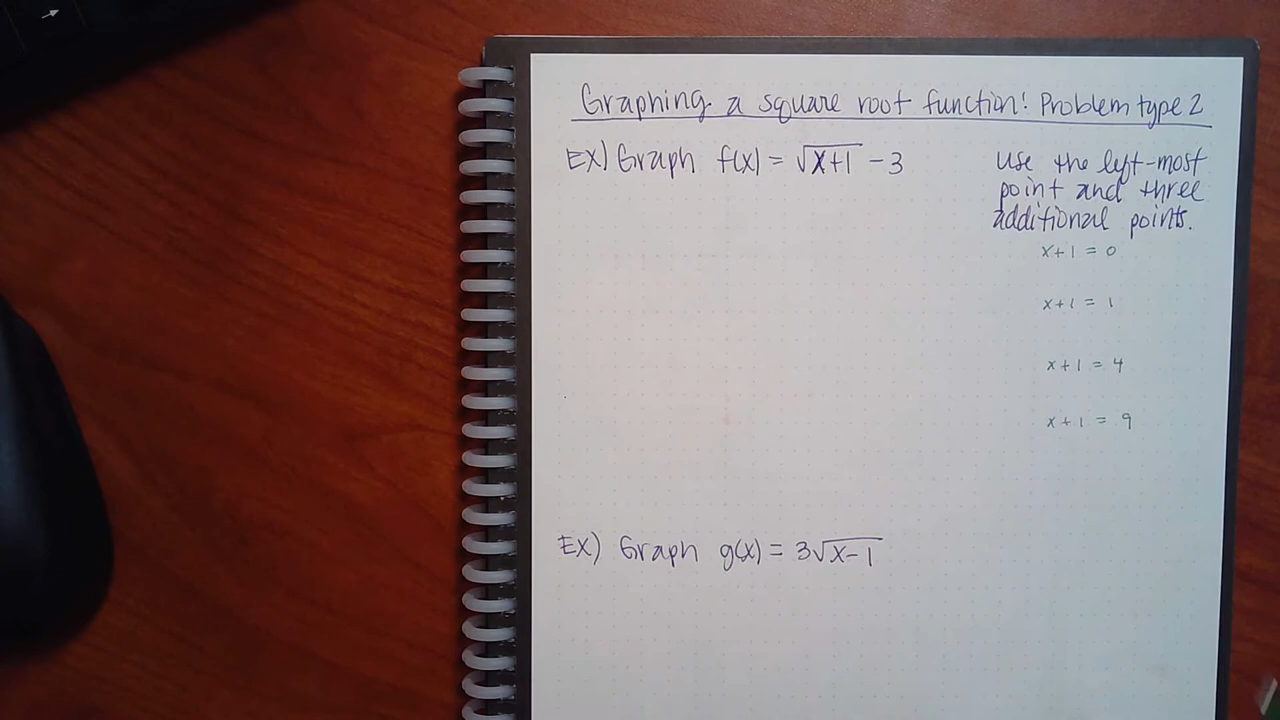 Graphing a square root function: Problem type 2
EX) Graph f(x) = √x+1 - 3
Use the left-most
point and three
additional points.
x+1 = 0
x+1 = 1
x+1 = 4
x+1 = 9
EX) Graph g(x) = 3√x-1